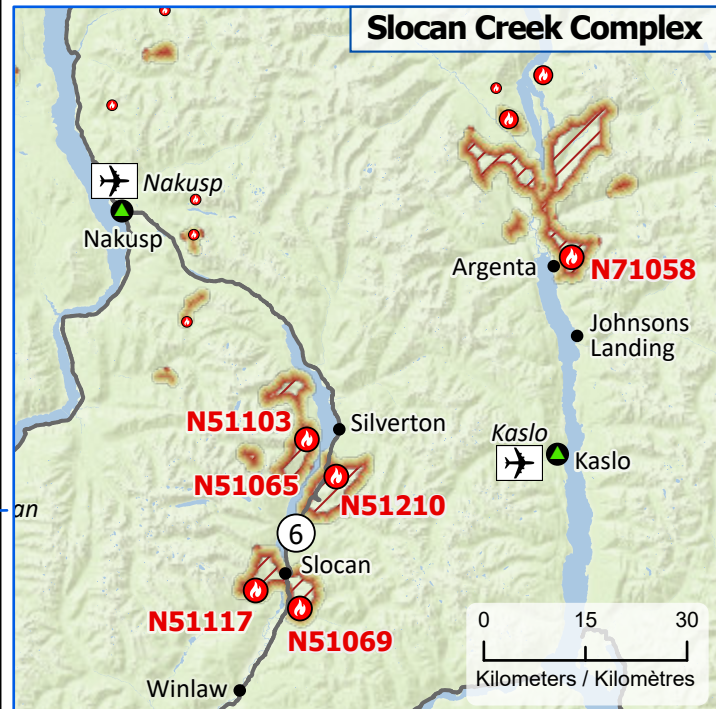 Slocan Creek Complex
Nakusp
Nakusp
Argenta
N71058
Johnsons
Landing
N51103
Silverton
Kaslo
Kaslo
N51065
N51210
an
6
Slocan
N51117
N51069
0 15 30
Kilometers / Kilomètres
Winlaw